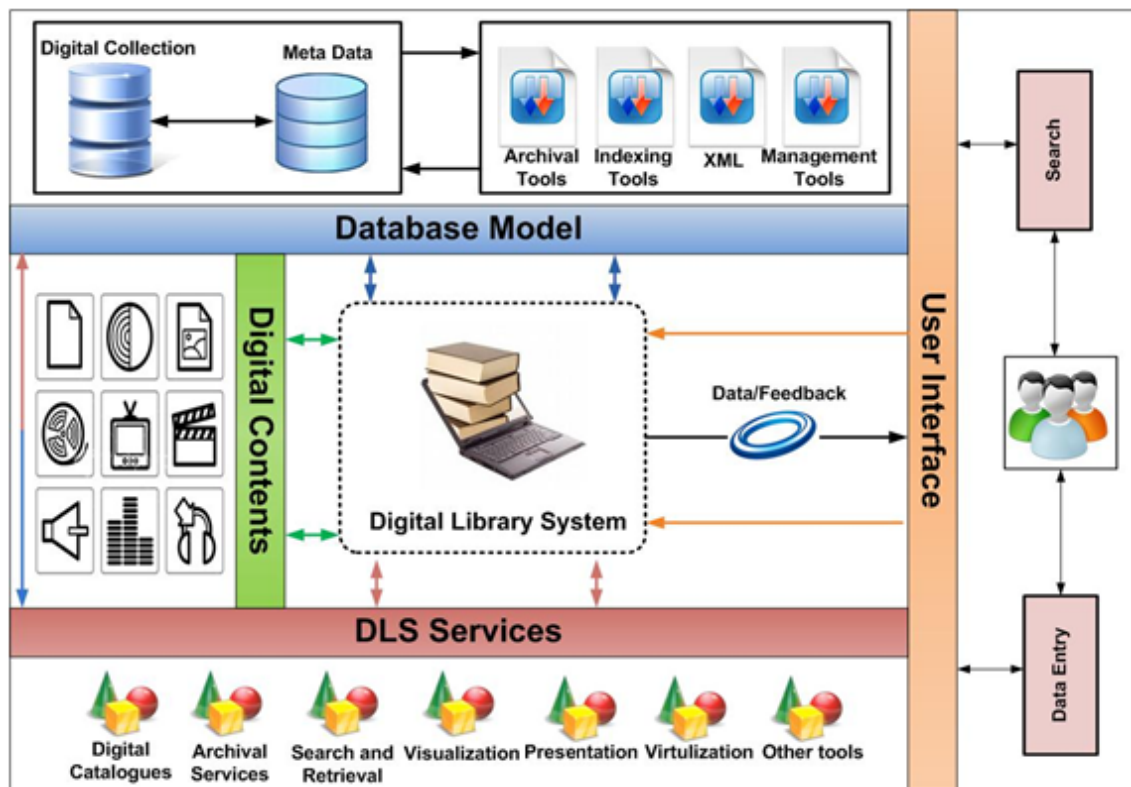 Digital Collection
Meta Data
Archival
Tools
Indexing
Tools
XML
Management
Tools
Database Model
Digital Contents
Digital Library System
Data/Feedback
User Interface
Search
Data Entry
DLS Services
Digital
Catalogues
Archival
Services
Search and
Retrieval
Visualization
Presentation
Virtulization
Other tools